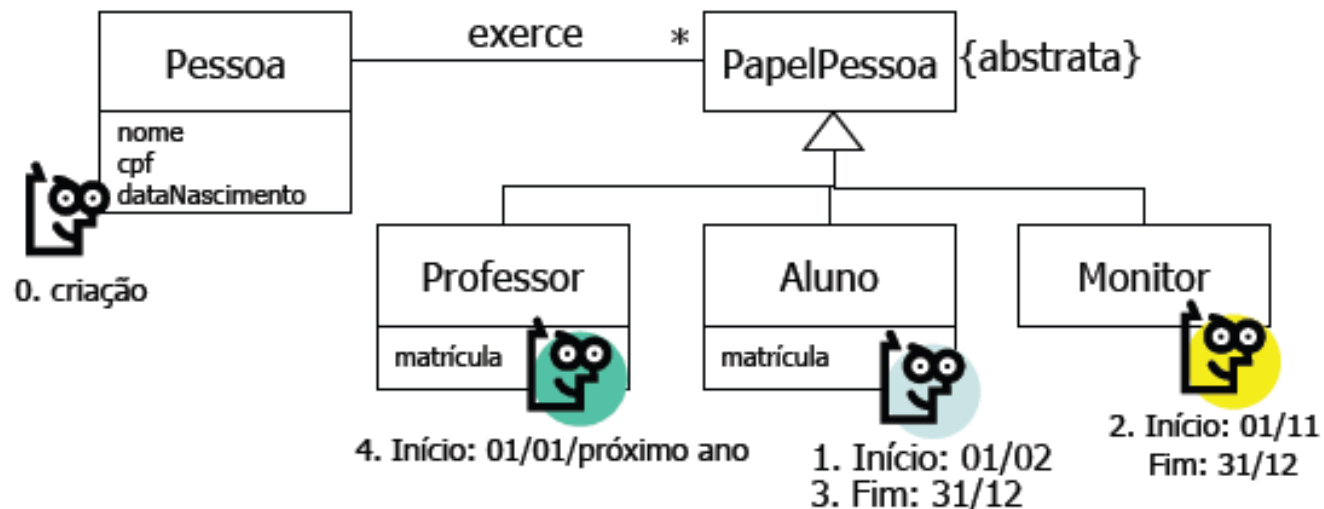 exerce *
Pessoa
PapelPessoa {abstrata}
nome
cpf
dataNascimento
0. criação
Professor
matrícula
4. Início: 01/01/próximo ano
Aluno
matrícula
1. Início: 01/02
3. Fim: 31/12
Monitor
2. Início: 01/11
Fim: 31/12